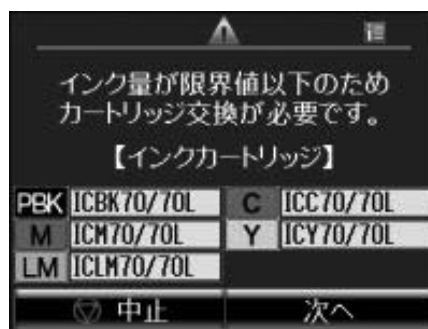 インク量が限界値以下のため
カートリッジ交換が必要です。
【インクカートリッジ】
PBK ICBK70/70L C ICC70/70L
M ICM70/70L Y ICY70/70L
LM ICLM70/70L
中止 次へ